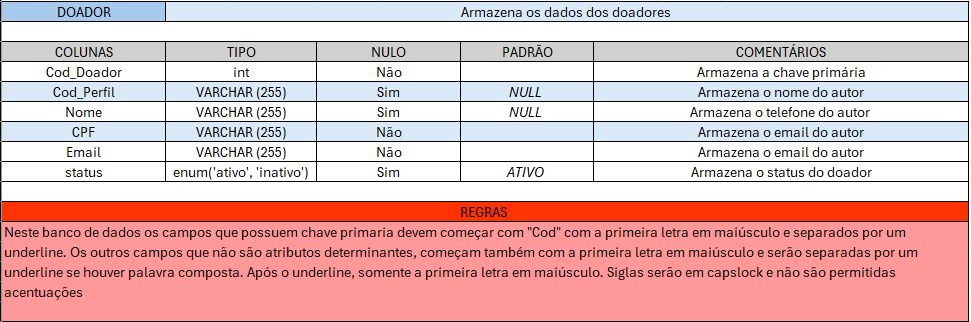 DOADOR Armazena os dados dos doadores
COLUNAS TIPO NULO PADRÃO COMENTÁRIOS
Cod_Doador int Não Armazena a chave primária
Cod_Perfil VARCHAR (255) Sim NULL Armazena o nome do autor
Nome VARCHAR (255) Sim NULL Armazena o telefone do autor
CPF VARCHAR (255) Não Armazena o email do autor
Email VARCHAR (255) Não Armazena o email do autor
status enum('ativo', 'inativo') Sim ATIVO Armazena o status do doador
REGRAS
Neste banco de dados os campos que possuem chave primaria devem começar com "Cod" com a primeira letra em maiúsculo e separados por um
underline. Os outros campos que não são atributos determinantes, começam também com a primeira letra em maiúsculo e serão separadas por um
underline se houver palavra composta. Após o underline, somente a primeira letra em maiúsculo. Siglas serão em capslock e não são permitidas
acentuações